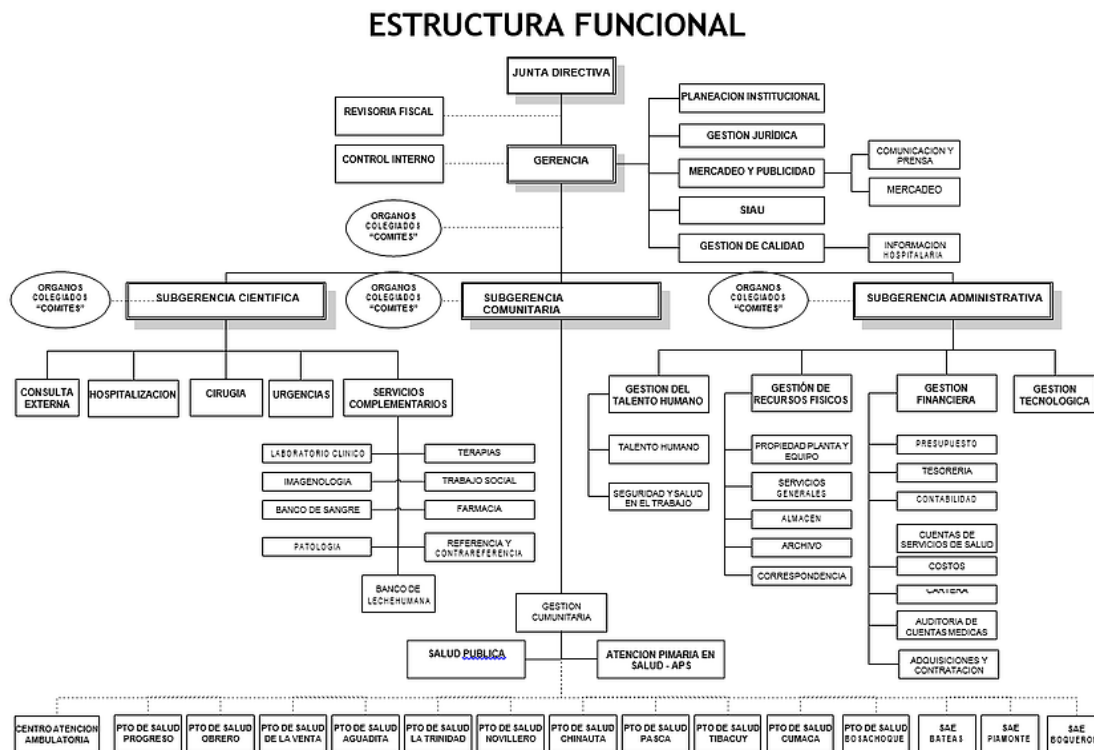 ESTRUCTURA FUNCIONAL
JUNTA DIRECTIVA
REVISORIA FISCAL
CONTROL INTERNO
GERENCIA
PLANEACION INSTITUCIONAL
GESTION JURÍDICA
MERCADEO Y PUBLICIDAD
COMUNICACION Y
PRENSA
MERCADEO
SIAU
GESTION DE CALIDAD
INFORMACION
HOSPITALARIA
ORGANOS
COLEGIADOS
“COMITES”
ORGANOS
COLEGIADOS
“COMITES”
SUBGERENCIA CIENTIFICA
ORGANOS
COLEGIADOS
“COMITES”
SUBGERENCIA
COMUNITARIA
ORGANOS
COLEGIADOS
“COMITES”
SUBGERENCIA ADMINISTRATIVA
CONSULTA
EXTERNA
HOSPITALIZACION
CIRUGIA
URGENCIAS
SERVICIOS
COMPLEMENTARIOS
LABORATORIO CLINICO
TERAPIAS
IMAGENOLOGIA
TRABAJO SOCIAL
BANCO DE SANGRE
FARMACIA
PATOLOGIA
REFERENCIA Y
CONTRAREFERENCIA
BANCO DE
LECHEHUMANA
GESTION DEL
TALENTO HUMANO
TALENTO HUMANO
SEGURIDAD Y SALUD
EN EL TRABAJO
GESTIÓN DE
RECURSOS FISICOS
PROPIEDAD PLANTA Y
EQUIPO
SERVICIOS
GENERALES
ALMACEN
ARCHIVO
CORRESPONDENCIA
GESTION
FINANCIERA
PRESUPUESTO
TESORERIA
CONTABILIDAD
CUENTAS DE
SERVICIOS DE SALUD
COSTOS
CARTERA
AUDITORIA DE
CUENTAS MEDICAS
ADQUISICIONES Y
CONTRATACION
GESTION
TECNOLOGICA
GESTION
CUMUNITARIA
SALUD PUBLICA
ATENCION PIMARIA EN
SALUD - APS
CENTRO ATENCION
AMBULATORIA
PTO DE SALUD
PROGRESO
PTO DE SALUD
OBRERO
PTO DE SALUD
DE LA VENTA
PTO DE SALUD
AGUADITA
PTO DE SALUD
LA TRINIDAD
PTO DE SALUD
NOVILLERO
PTO DE SALUD
CHINAUTA
PTO DE SALUD
PASCA
PTO DE SALUD
TIBACUY
PTO DE SALUD
CUMACA
PTO DE SALUD
BOSACHOQUE
SAE
BATEAS
SAE
PIAMONTE
SAE
BOQUERON